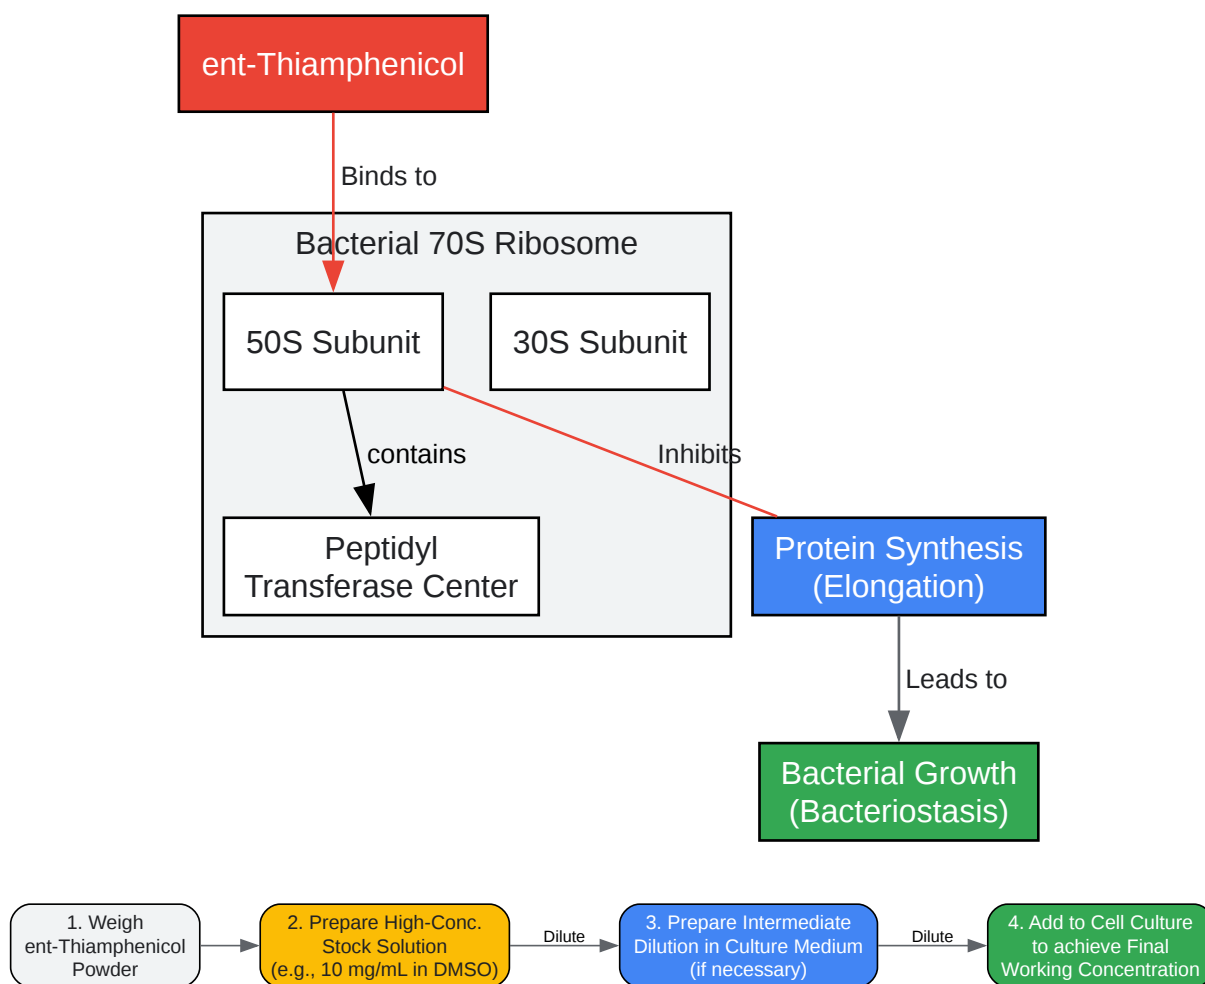 ent-Thiamphenicol
Binds to
Bacterial 70S Ribosome
50S Subunit
30S Subunit
contains
Inhibits
Peptidyl
Transferase Center
Protein Synthesis
(Elongation)
Leads to
Bacterial Growth
(Bacteriostasis)
1. Weigh
ent-Thiamphenicol
Powder
2. Prepare High-Conc.
Stock Solution
(e.g., 10 mg/mL in DMSO)
Dilute
3. Prepare Intermediate
Dilution in Culture Medium
(if necessary)
Dilute
4. Add to Cell Culture
to achieve Final
Working Concentration